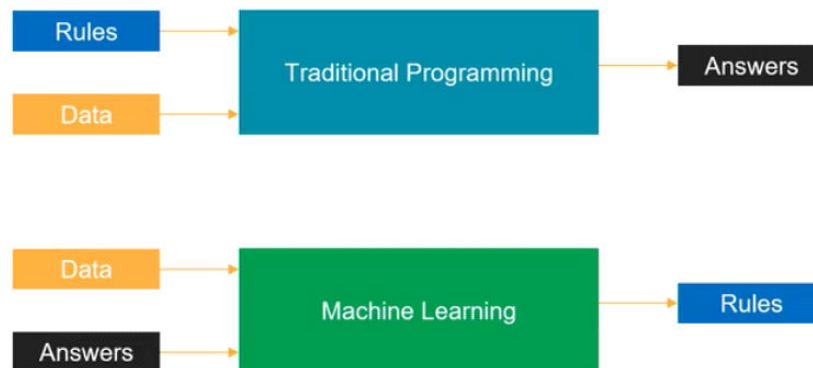 Rules
Data
Traditional Programming
Answers
Data
Answers
Machine Learning
Rules